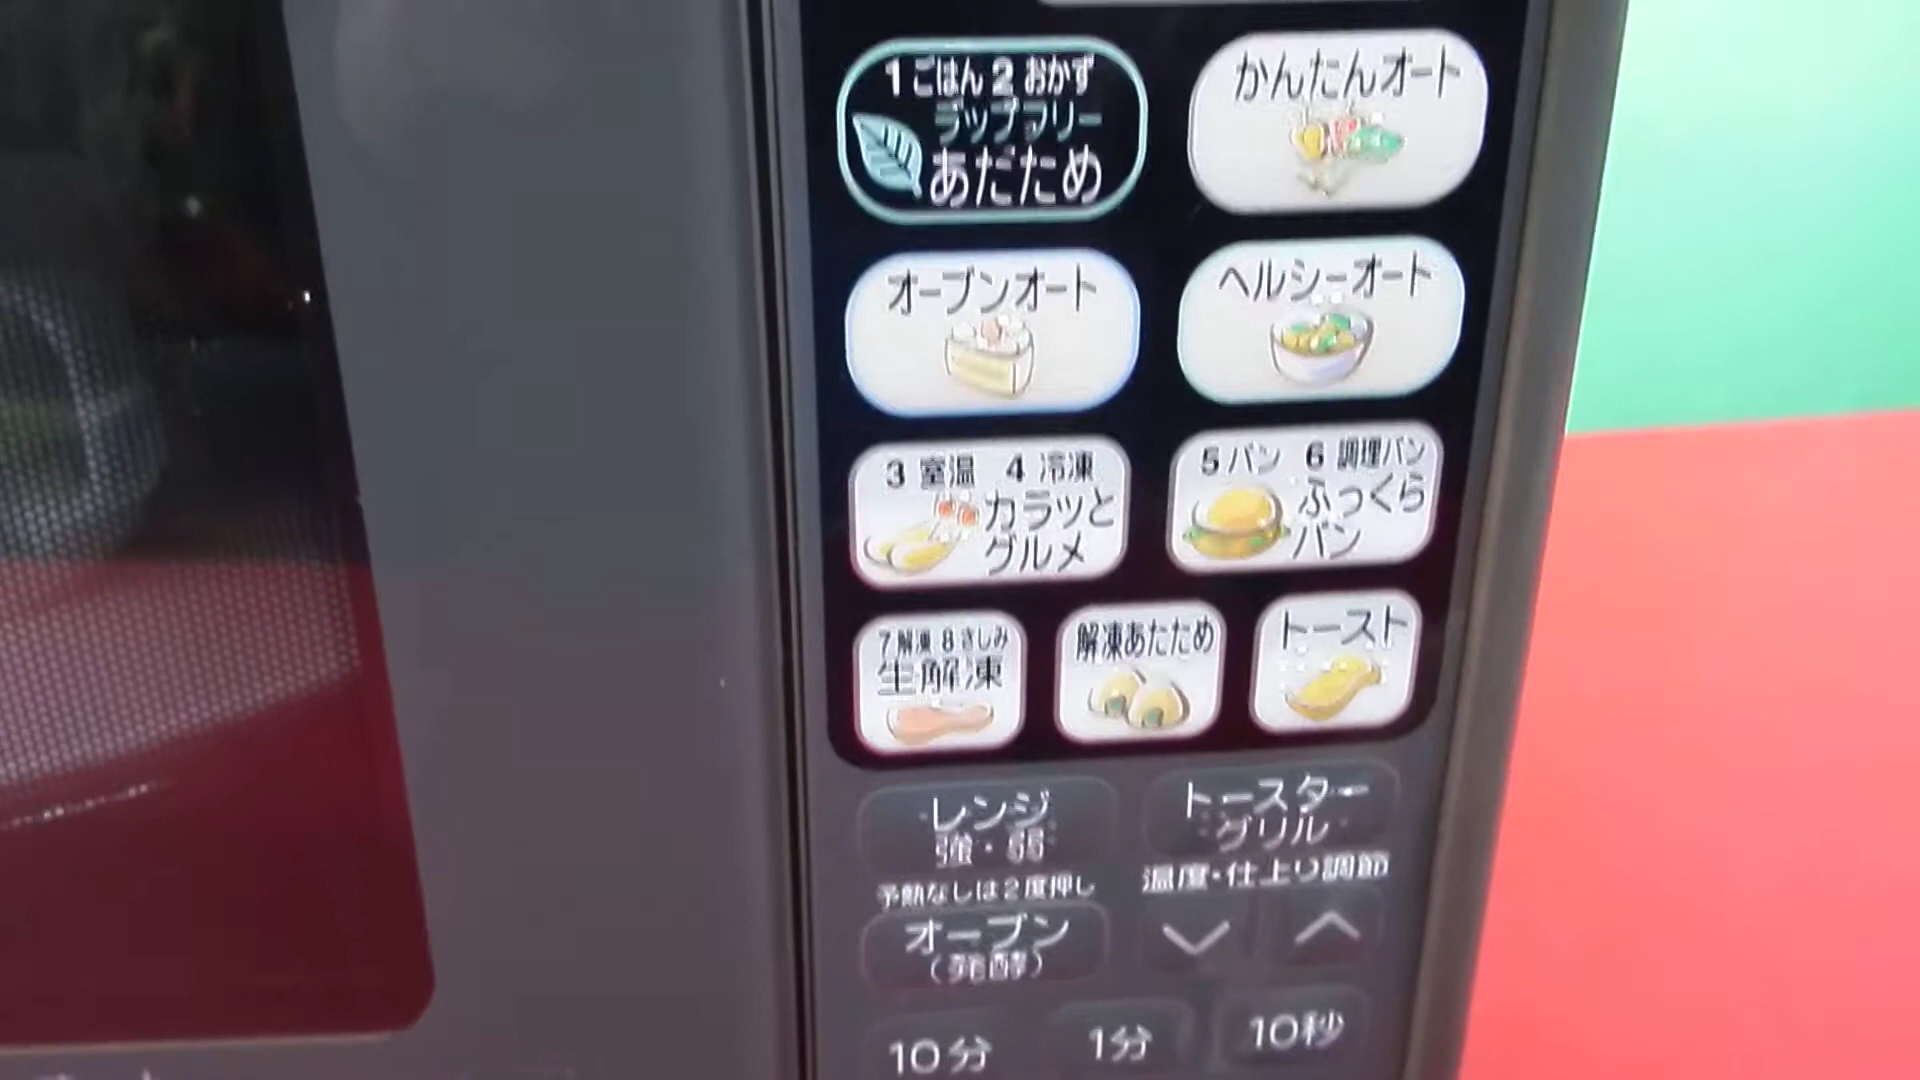 1 ごはん 2 おかず
ラップフリー
あたため
かんたんオート
オーブンオート
ヘルシーオート
3 室温 4 冷凍
カラッと
グルメ
5 パン 6 調理パン
ふっくら
パン
7 解凍 8 さしみ
生解凍
解凍あたため
トースト
レンジ
強・弱
トースター
グリル
予熱なしは2度押し
温度・仕上り調節
オーブン
(発酵)
10分
1分
10秒